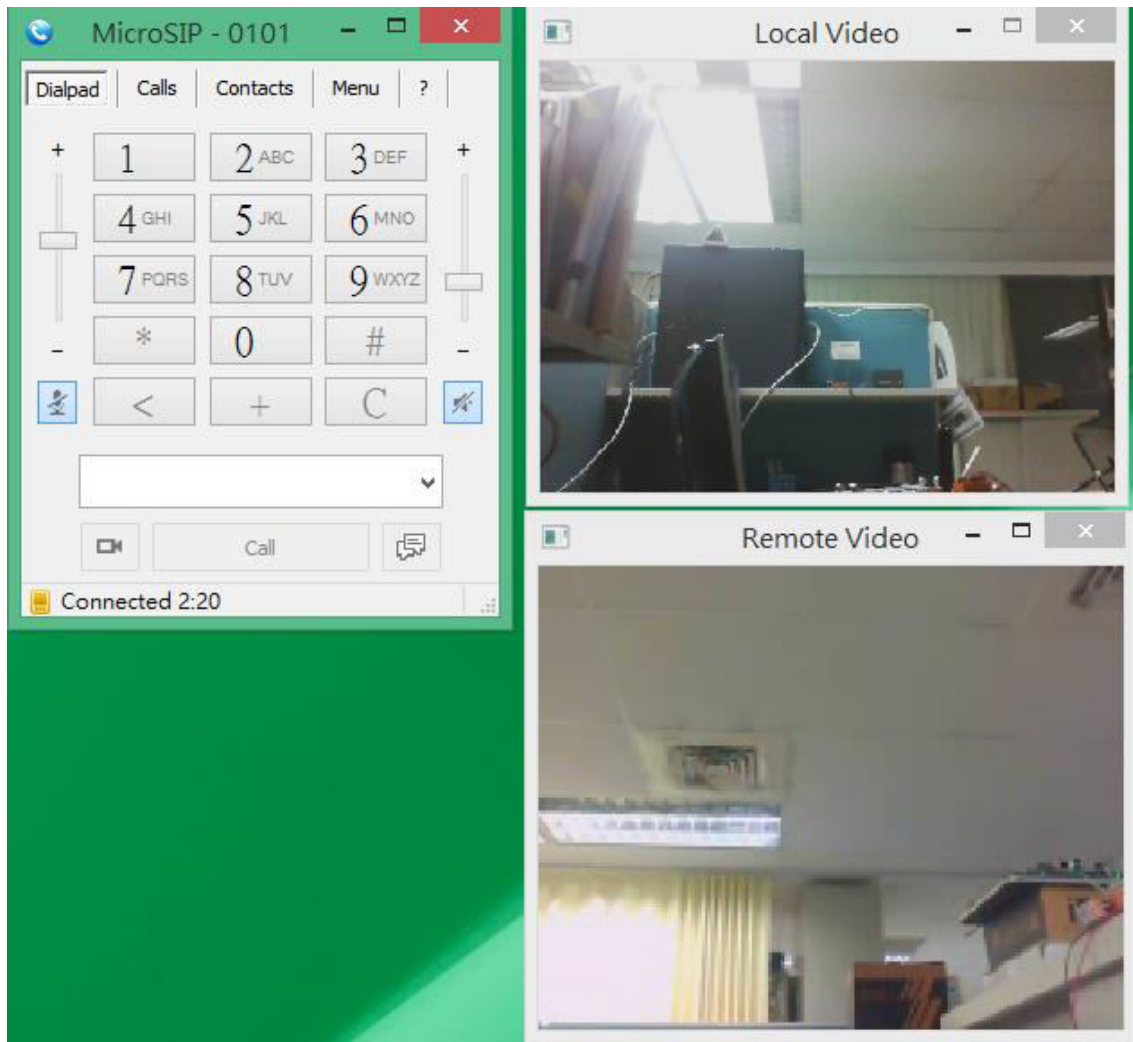 MicroSIP - 0101
Dialpad Calls Contacts Menu ?
+ 1 2 ABC 3 DEF +
4 GHI 5 JKL 6 MNO
7 PQRS 8 TUV 9 WXYZ
- * 0 # -
< + C
Call
Connected 2:20
Local Video
Remote Video